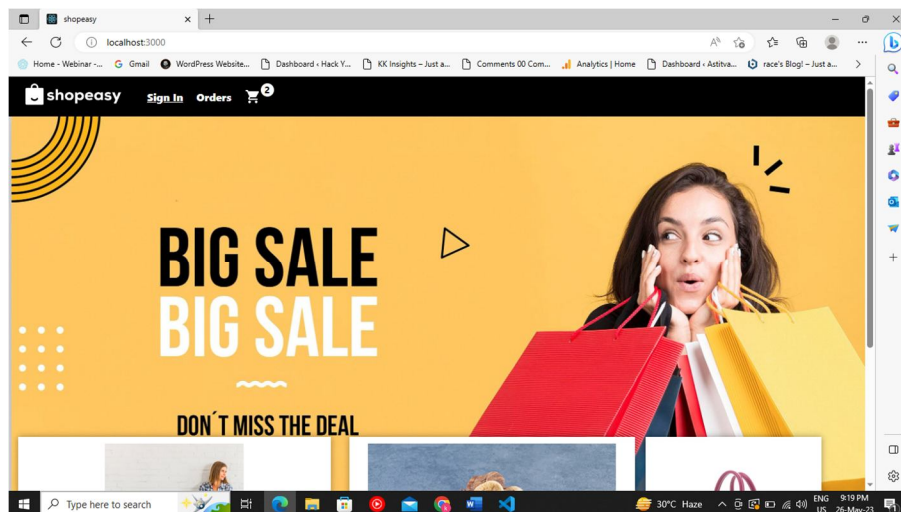 shopeasy
localhost:3000
Home - Webinar -...
Gmail
WordPress Website...
Dashboard ‹ Hack Y...
KK Insights – Just a...
Comments 00 Com...
Analytics | Home
Dashboard ‹ Astitva...
race's Blog! – Just a...
shopeasy
Sign In
Orders
2
BIG SALE
BIG SALE
DON´T MISS THE DEAL
Type here to search
30°C Haze
ENG
US
9:19 PM
26-May-23